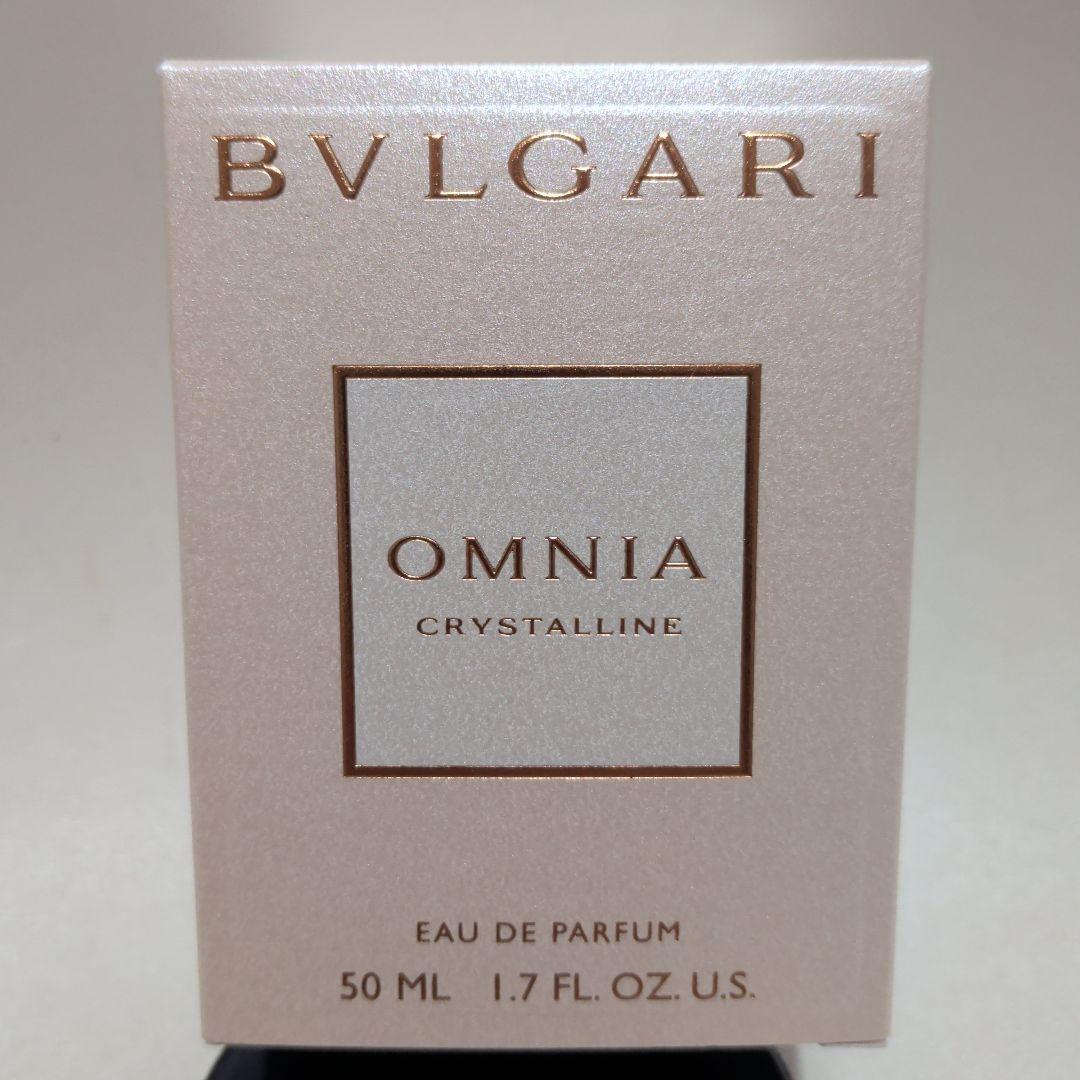 BVLGARI
OMNIA
CRYSTALLINE
EAU DE PARFUM
50 ML 1.7 FL. OZ. U.S.